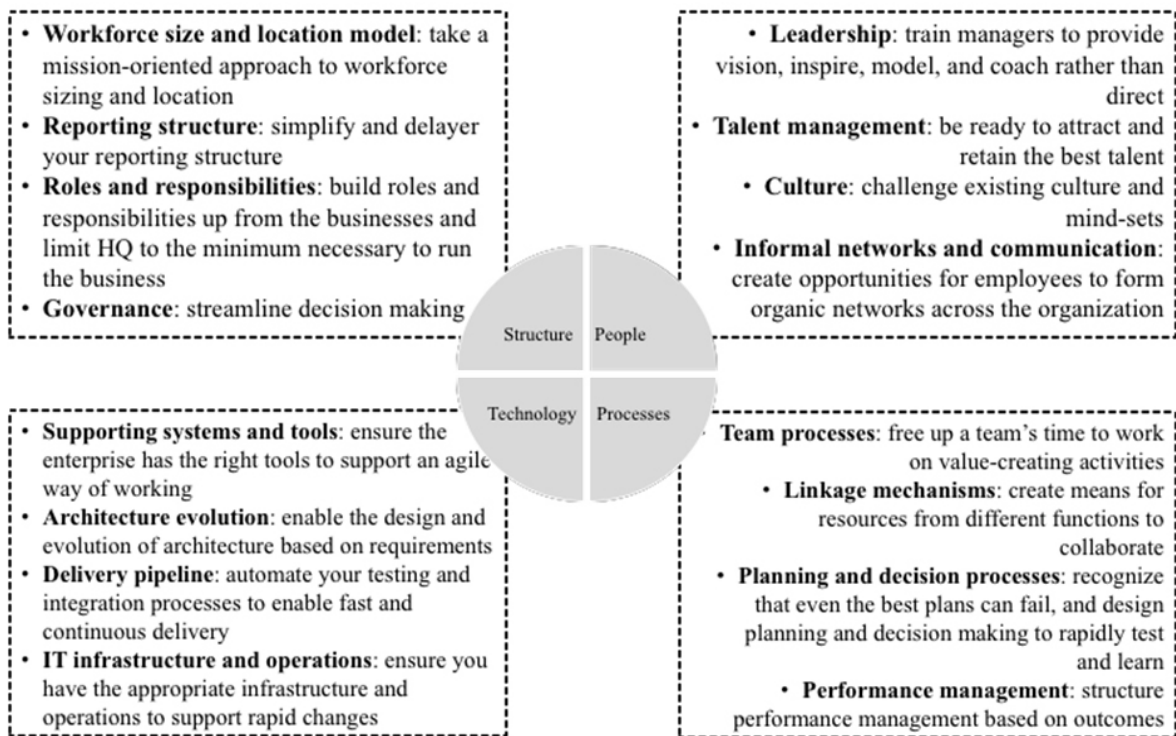 • Workforce size and location model: take a
mission-oriented approach to workforce
sizing and location
• Reporting structure: simplify and delayer
your reporting structure
• Roles and responsibilities: build roles and
responsibilities up from the businesses and
limit HQ to the minimum necessary to run
the business
• Governance: streamline decision making
• Leadership: train managers to provide
vision, inspire, model, and coach rather than
direct
• Talent management: be ready to attract and
retain the best talent
• Culture: challenge existing culture and
mind-sets
• Informal networks and communication:
create opportunities for employees to form
organic networks across the organization
Structure
People
Technology
Processes
• Supporting systems and tools: ensure the
enterprise has the right tools to support an agile
way of working
• Architecture evolution: enable the design and
evolution of architecture based on requirements
• Delivery pipeline: automate your testing and
integration processes to enable fast and
continuous delivery
• IT infrastructure and operations: ensure you
have the appropriate infrastructure and
operations to support rapid changes
• Team processes: free up a team's time to work
on value-creating activities
• Linkage mechanisms: create means for
resources from different functions to
collaborate
• Planning and decision processes: recognize
that even the best plans can fail, and design
planning and decision making to rapidly test
and learn
• Performance management: structure
performance management based on outcomes